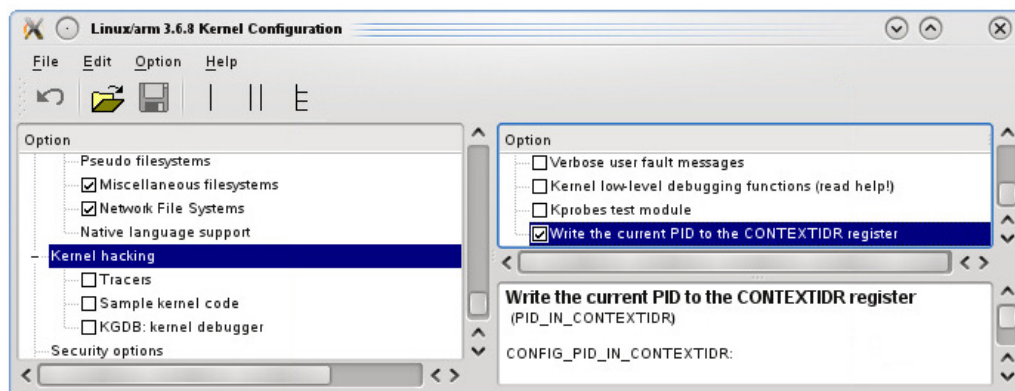 Linux/arm 3.6.8 Kernel Configuration
File Edit Option Help
Option
Pseudo filesystems
Miscellaneous filesystems
Network File Systems
Native language support
Kernel hacking
Tracers
Sample kernel code
KGDB: kernel debugger
Security options
Option
Verbose user fault messages
Kernel low-level debugging functions (read help!)
Kprobes test module
Write the current PID to the CONTEXTIDR register
Write the current PID to the CONTEXTIDR register
(PID_IN_CONTEXTIDR)
CONFIG_PID_IN_CONTEXTIDR: